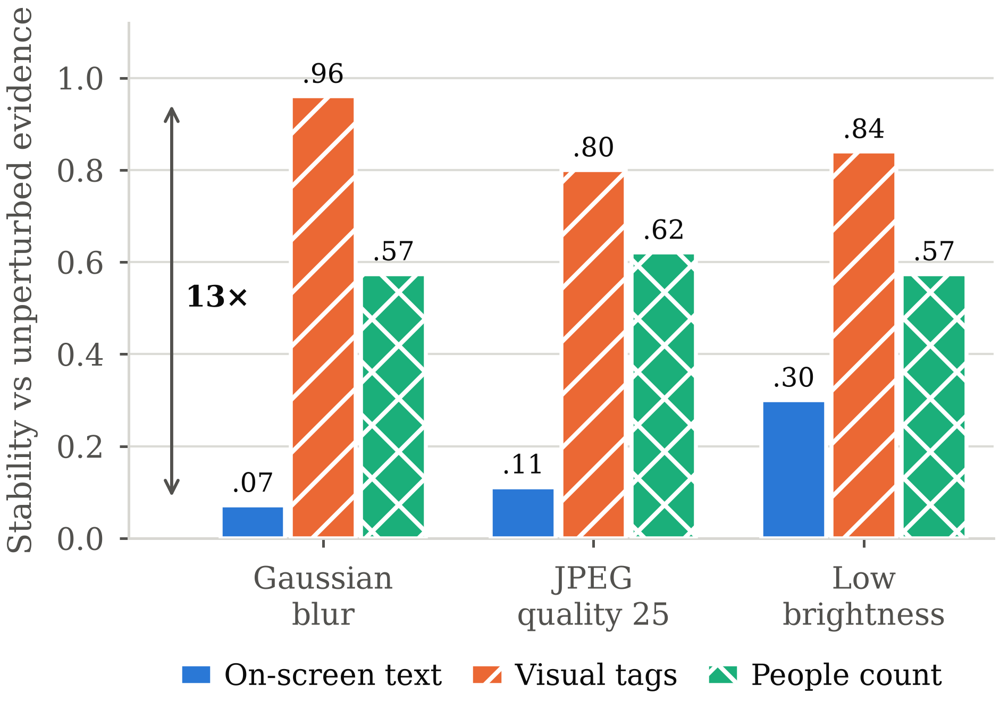 Stability vs unperturbed evidence
1.0
0.8
0.6
0.4
0.2
0.0
13×
.07
.96
.57
.11
.80
.62
.30
.84
.57
Gaussian
blur
JPEG
quality 25
Low
brightness
On-screen text
Visual tags
People count